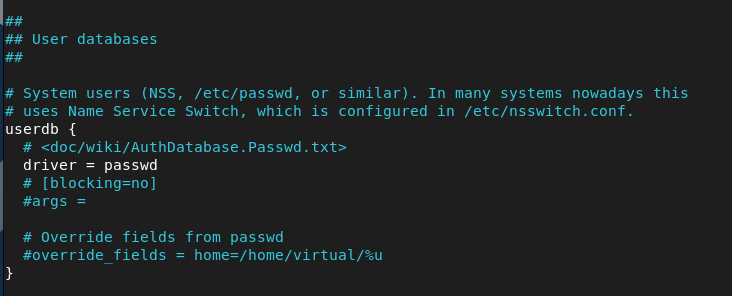 ##
## User databases
##
# System users (NSS, /etc/passwd, or similar). In many systems nowadays this
# uses Name Service Switch, which is configured in /etc/nsswitch.conf.
userdb {
  # <doc/wiki/AuthDatabase.Passwd.txt>
  driver = passwd
  # [blocking=no]
  #args =
  # Override fields from passwd
  #override_fields = home=/home/virtual/%u
}